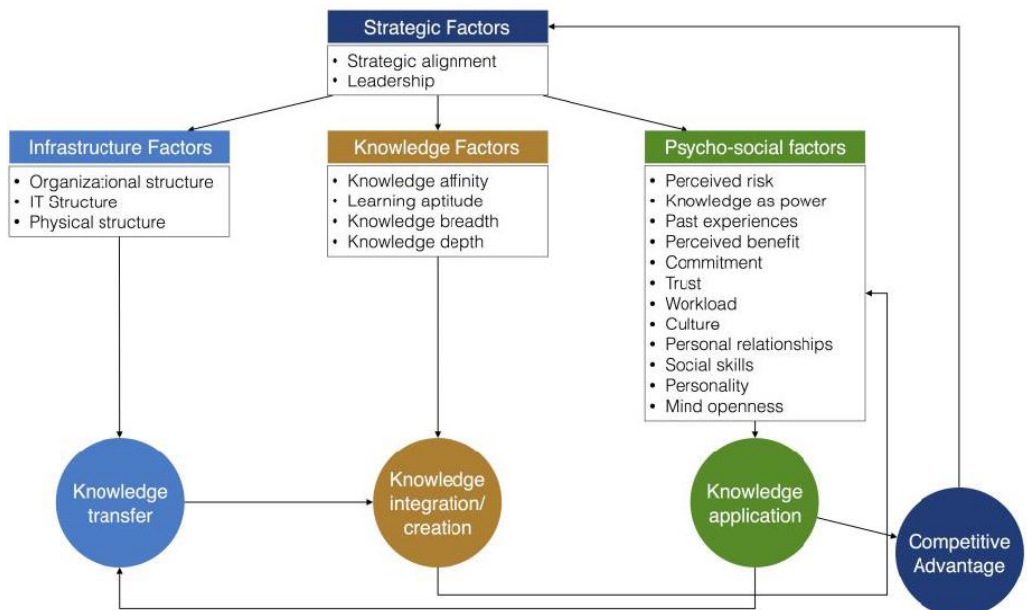 Strategic Factors
• Strategic alignment
• Leadership
Infrastructure Factors
• Organizational structure
• IT Structure
• Physical structure
Knowledge Factors
• Knowledge affinity
• Learning aptitude
• Knowledge breadth
• Knowledge depth
Psycho-social factors
• Perceived risk
• Knowledge as power
• Past experiences
• Perceived benefit
• Commitment
• Trust
• Workload
• Culture
• Personal relationships
• Social skills
• Personality
• Mind openness
Knowledge
transfer
Knowledge
integration/
creation
Knowledge
application
Competitive
Advantage